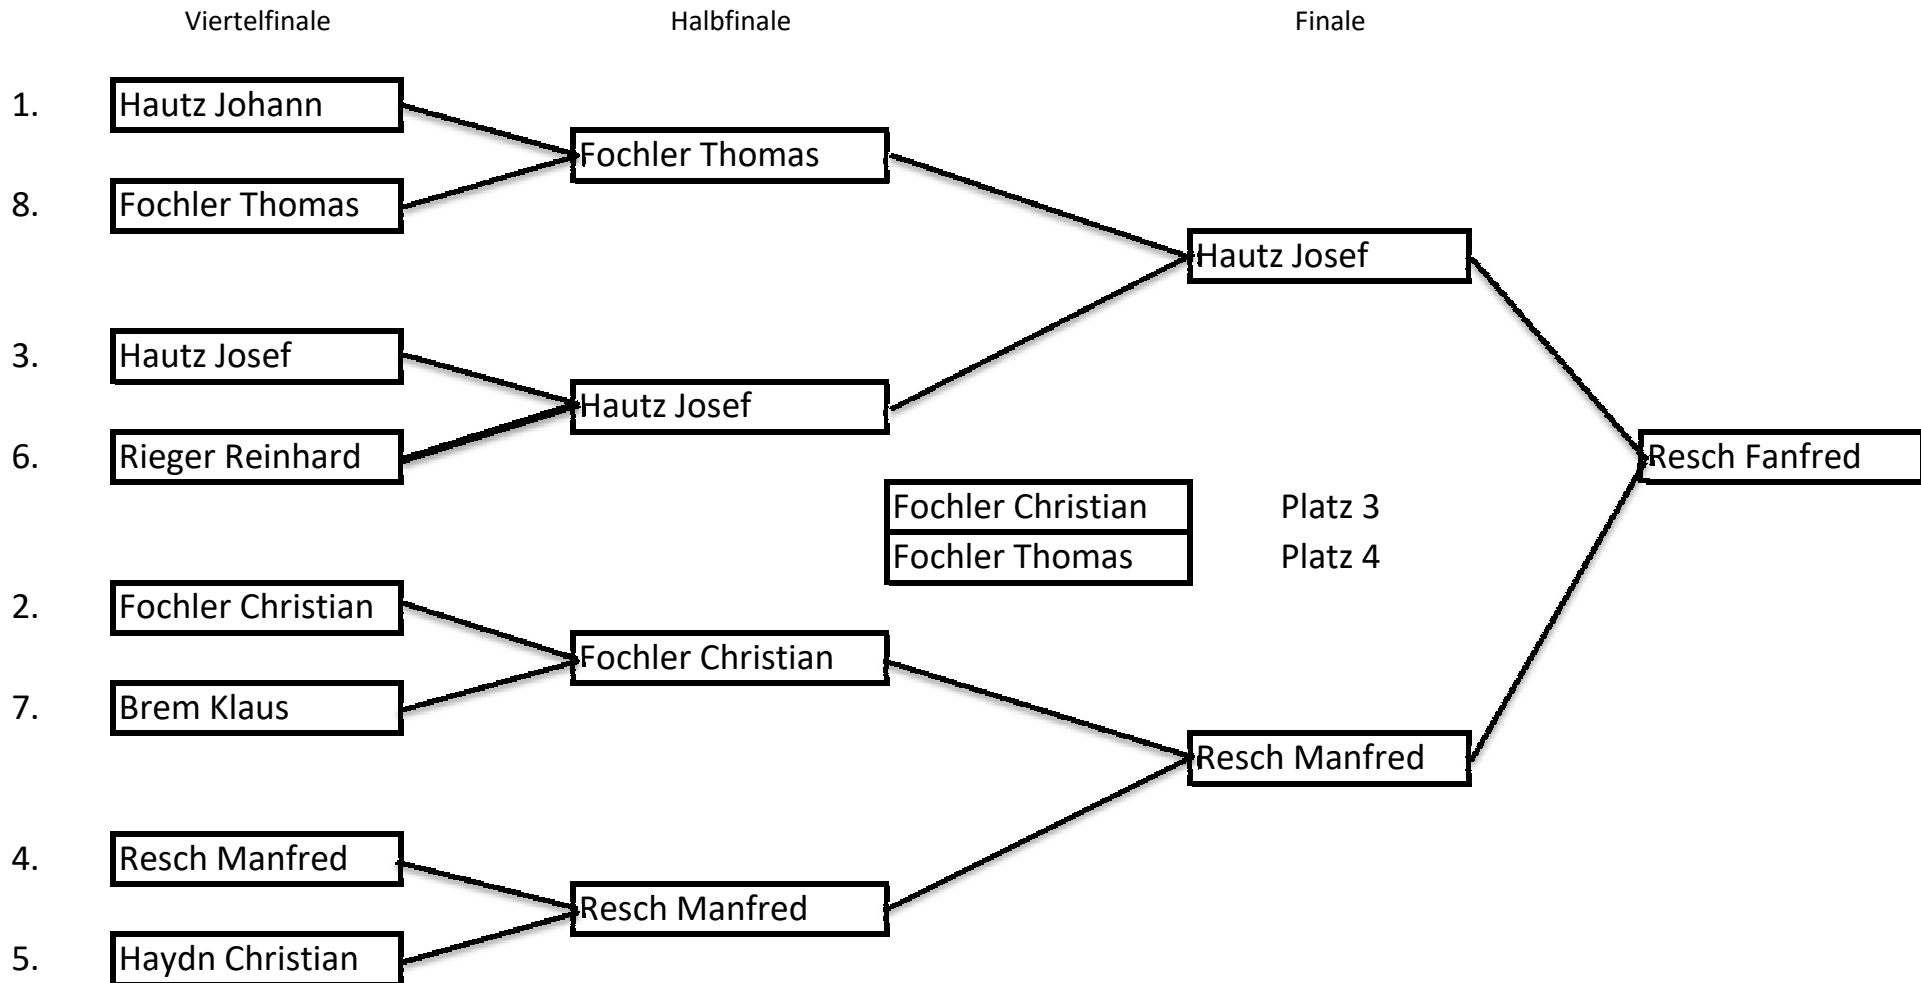 Viertelfinale Halbfinale Finale
1. Hautz Johann
Fochler Thomas
8. Fochler Thomas
Hautz Josef
3. Hautz Josef
Hautz Josef
6. Rieger Reinhard
Resch Fanfred
Fochler Christian Platz 3
Fochler Thomas Platz 4
2. Fochler Christian
Fochler Christian
7. Brem Klaus
Resch Manfred
4. Resch Manfred
Resch Manfred
5. Haydn Christian